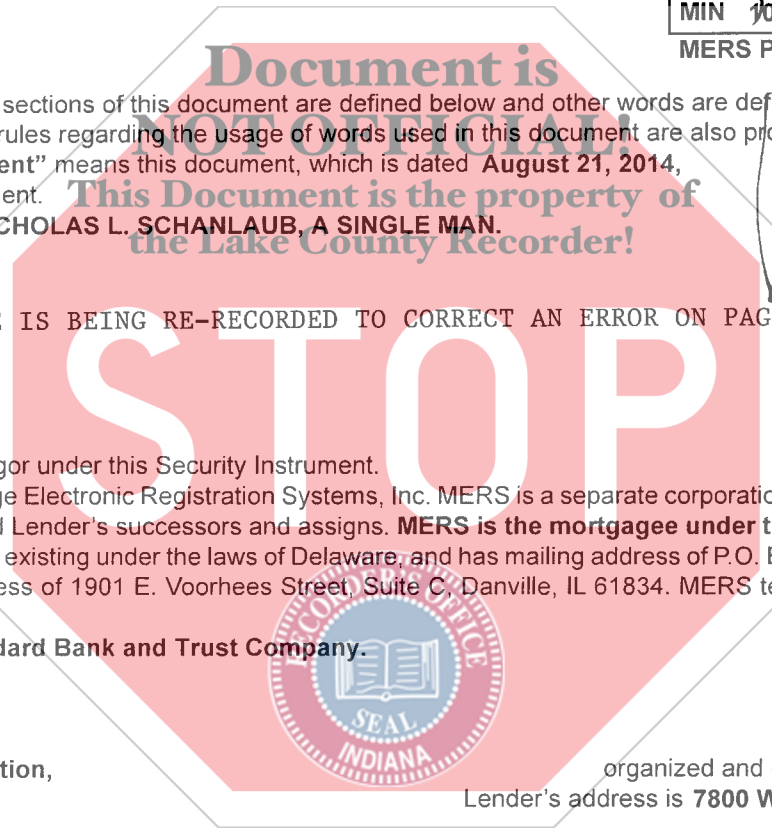 MIN 10
MERS P
Document is
sections of this document are defined below and other words are def
NOT OFFICIAL!
rules regarding the usage of words used in this document are also pro
ent” means this document, which is dated August 21, 2014,
ent.
This Document is the property of
CHOLAS L. SCHANLAUB, A SINGLE MAN.
the Lake County Recorder!
IS BEING RE-RECORDED TO CORRECT AN ERROR ON PAG
STOP
gor under this Security Instrument.
ge Electronic Registration Systems, Inc. MERS is a separate corporatio
d Lender's successors and assigns. MERS is the mortgagee under t
existing under the laws of Delaware, and has mailing address of P.O. B
ess of 1901 E. Voorhees Street, Suite C, Danville, IL 61834. MERS te
dard Bank and Trust Company.
RECORDER'S OFFICE
SEAL
INDIANA
tion,
organized and
Lender's address is 7800 W